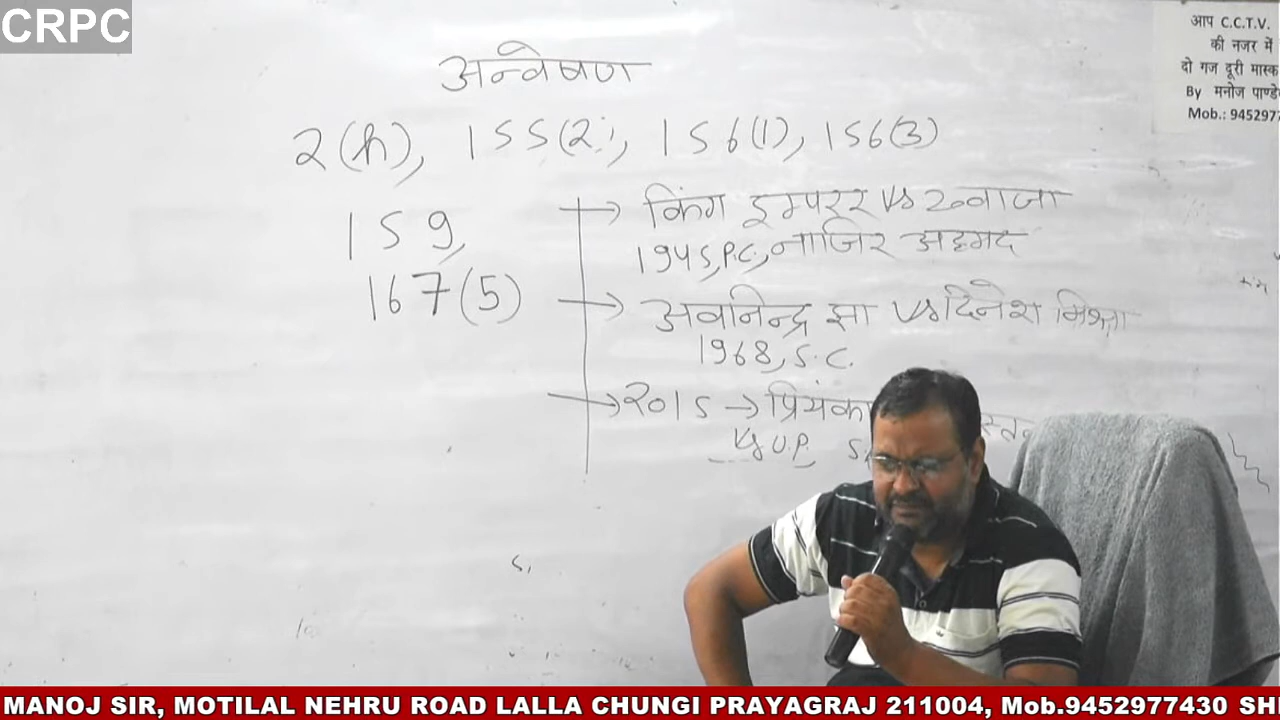 CRPC
आप C.C.T.V.
की नजर में
दो गज दूरी मास्क
By मनोज पाण्डे
Mob.: 945297
अन्वेषण
2(h), 155(2), 156(1), 156(3)
159,
167(5)
→ किंग इम्परर vs ख्वाजा
1945, P.C., नाजिर अहमद
→ अवनिन्द्र झा vs दिनेश मिश्रा
1968, S.C.
→ 2015 → प्रियंका
vs U.P. S
MANOJ SIR, MOTILAL NEHRU ROAD LALLA CHUNGI PRAYAGRAJ 211004, Mob.9452977430 SH